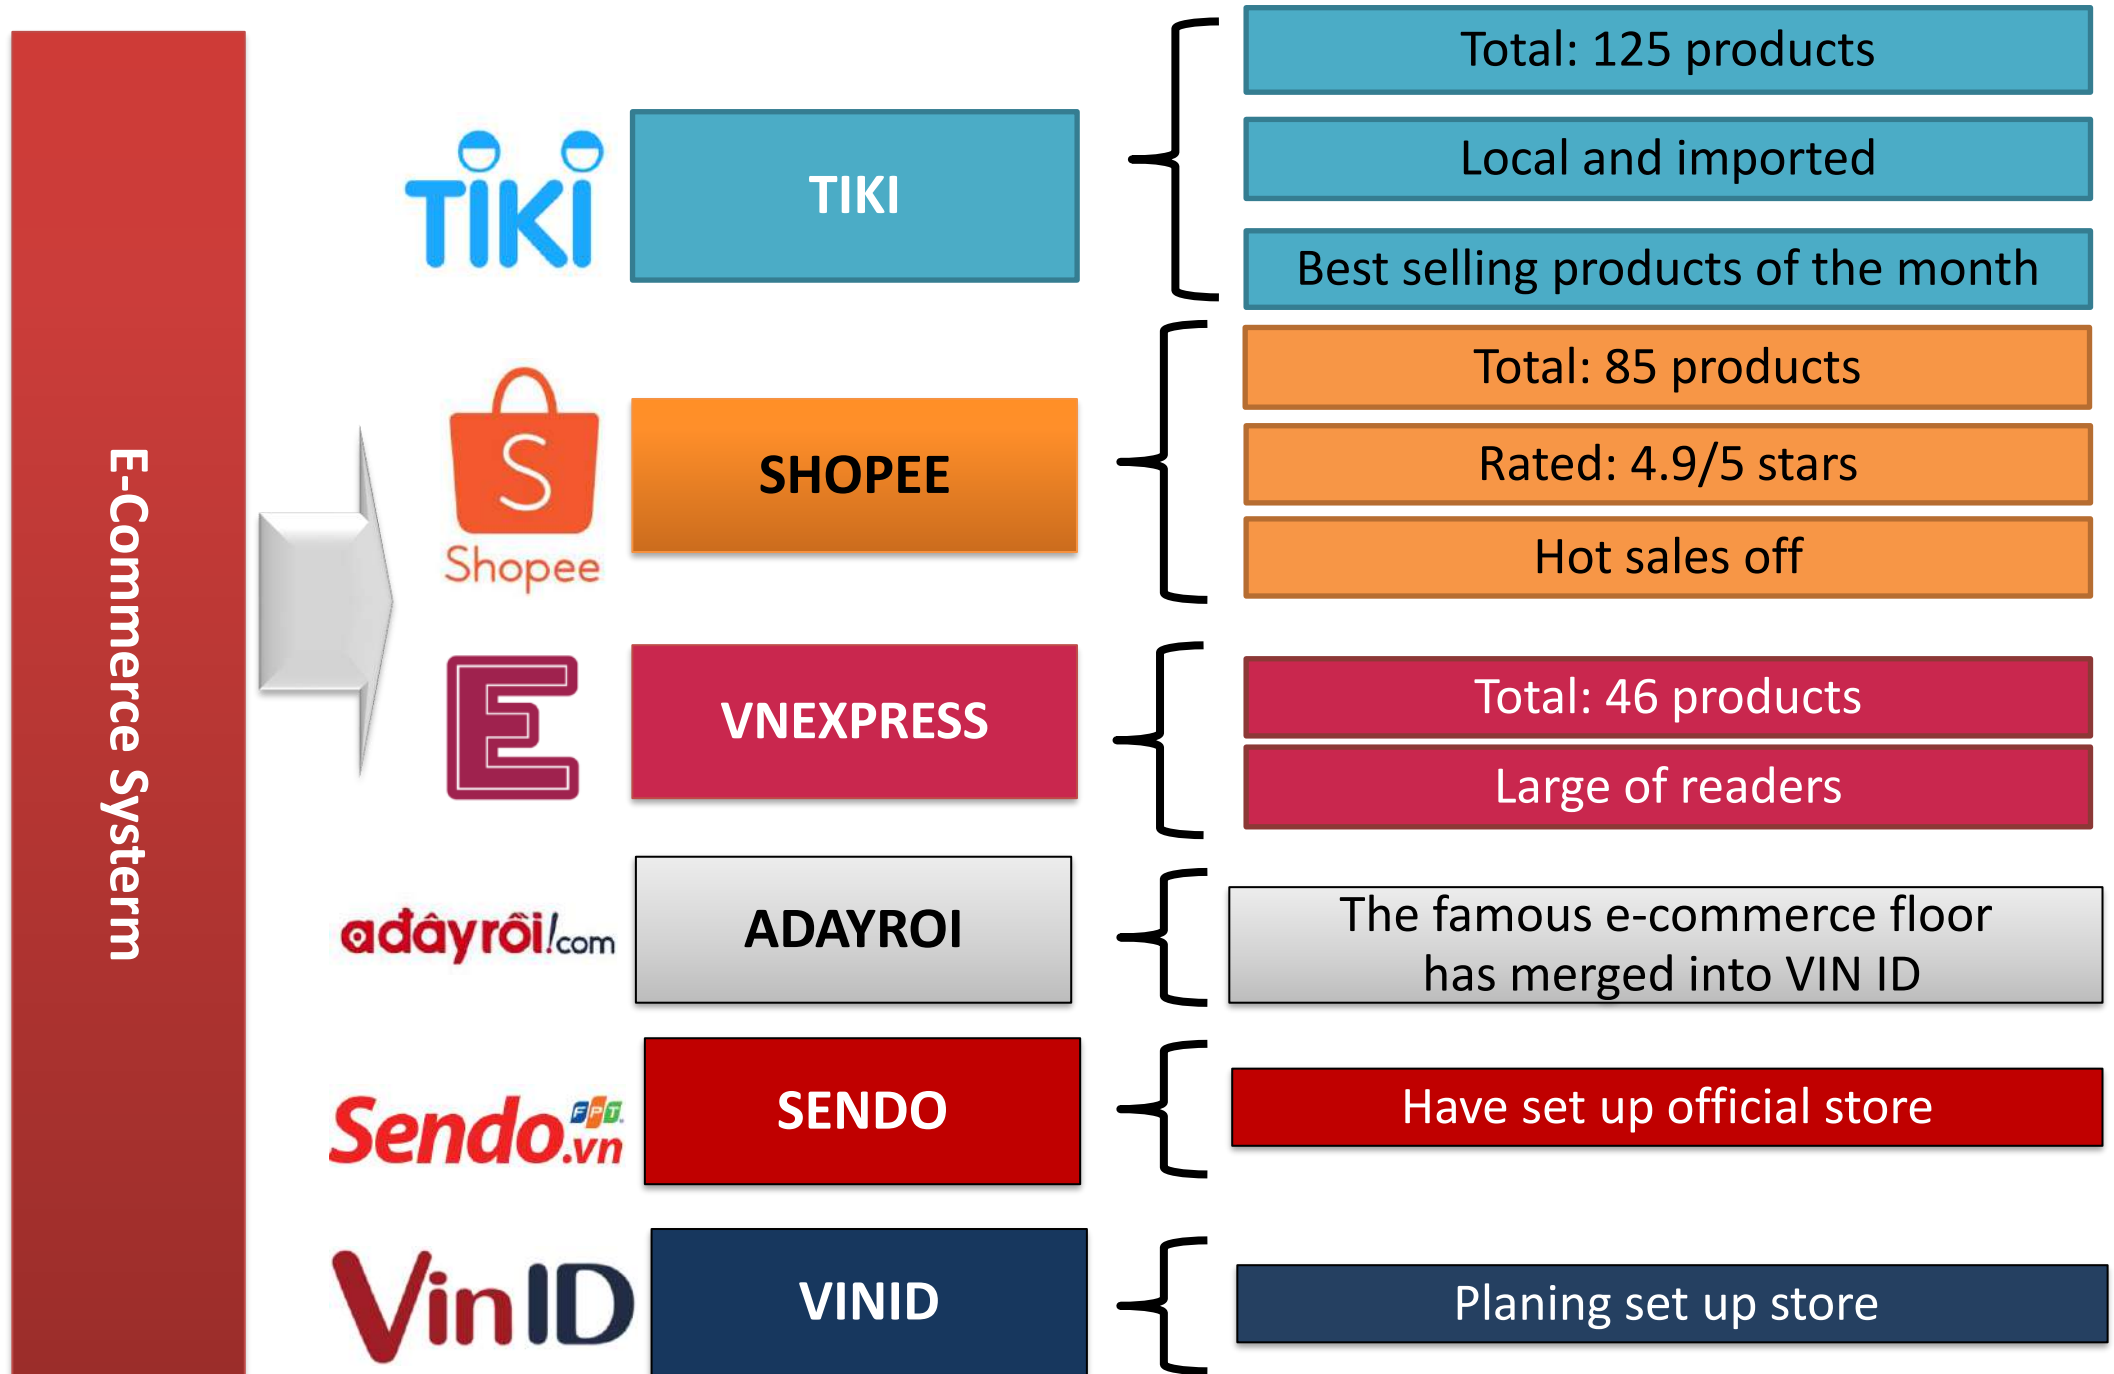 E-Commerce Systerm
TIKI
TIKI
Total: 125 products
Local and imported
Best selling products of the month
S
Shopee
SHOPEE
Total: 85 products
Rated: 4.9/5 stars
Hot sales off
E
VNEXPRESS
Total: 46 products
Large of readers
ađâyrồi!com
ADAYROI
The famous e-commerce floor
has merged into VIN ID
Sendo.vn
FPT
SENDO
Have set up official store
VinID
VINID
Planing set up store